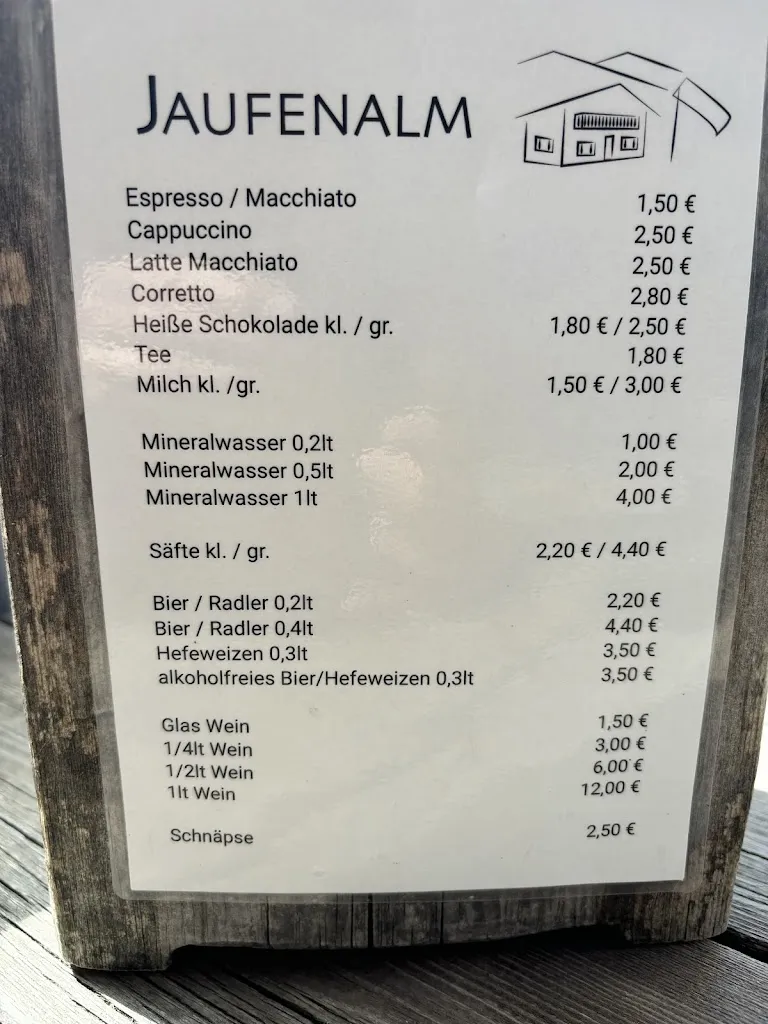 JAUFENALM
Espresso / Macchiato 1,50 €
Cappuccino 2,50 €
Latte Macchiato 2,50 €
Corretto 2,80 €
Heiße Schokolade kl. / gr. 1,80 € / 2,50 €
Tee 1,80 €
Milch kl. /gr. 1,50 € / 3,00 €
Mineralwasser 0,2lt 1,00 €
Mineralwasser 0,5lt 2,00 €
Mineralwasser 1lt 4,00 €
Säfte kl. / gr. 2,20 € / 4,40 €
Bier / Radler 0,2lt 2,20 €
Bier / Radler 0,4lt 4,40 €
Hefeweizen 0,3lt 3,50 €
alkoholfreies Bier/Hefeweizen 0,3lt 3,50 €
Glas Wein 1,50 €
1/4lt Wein 3,00 €
1/2lt Wein 6,00 €
1lt Wein 12,00 €
Schnäpse 2,50 €